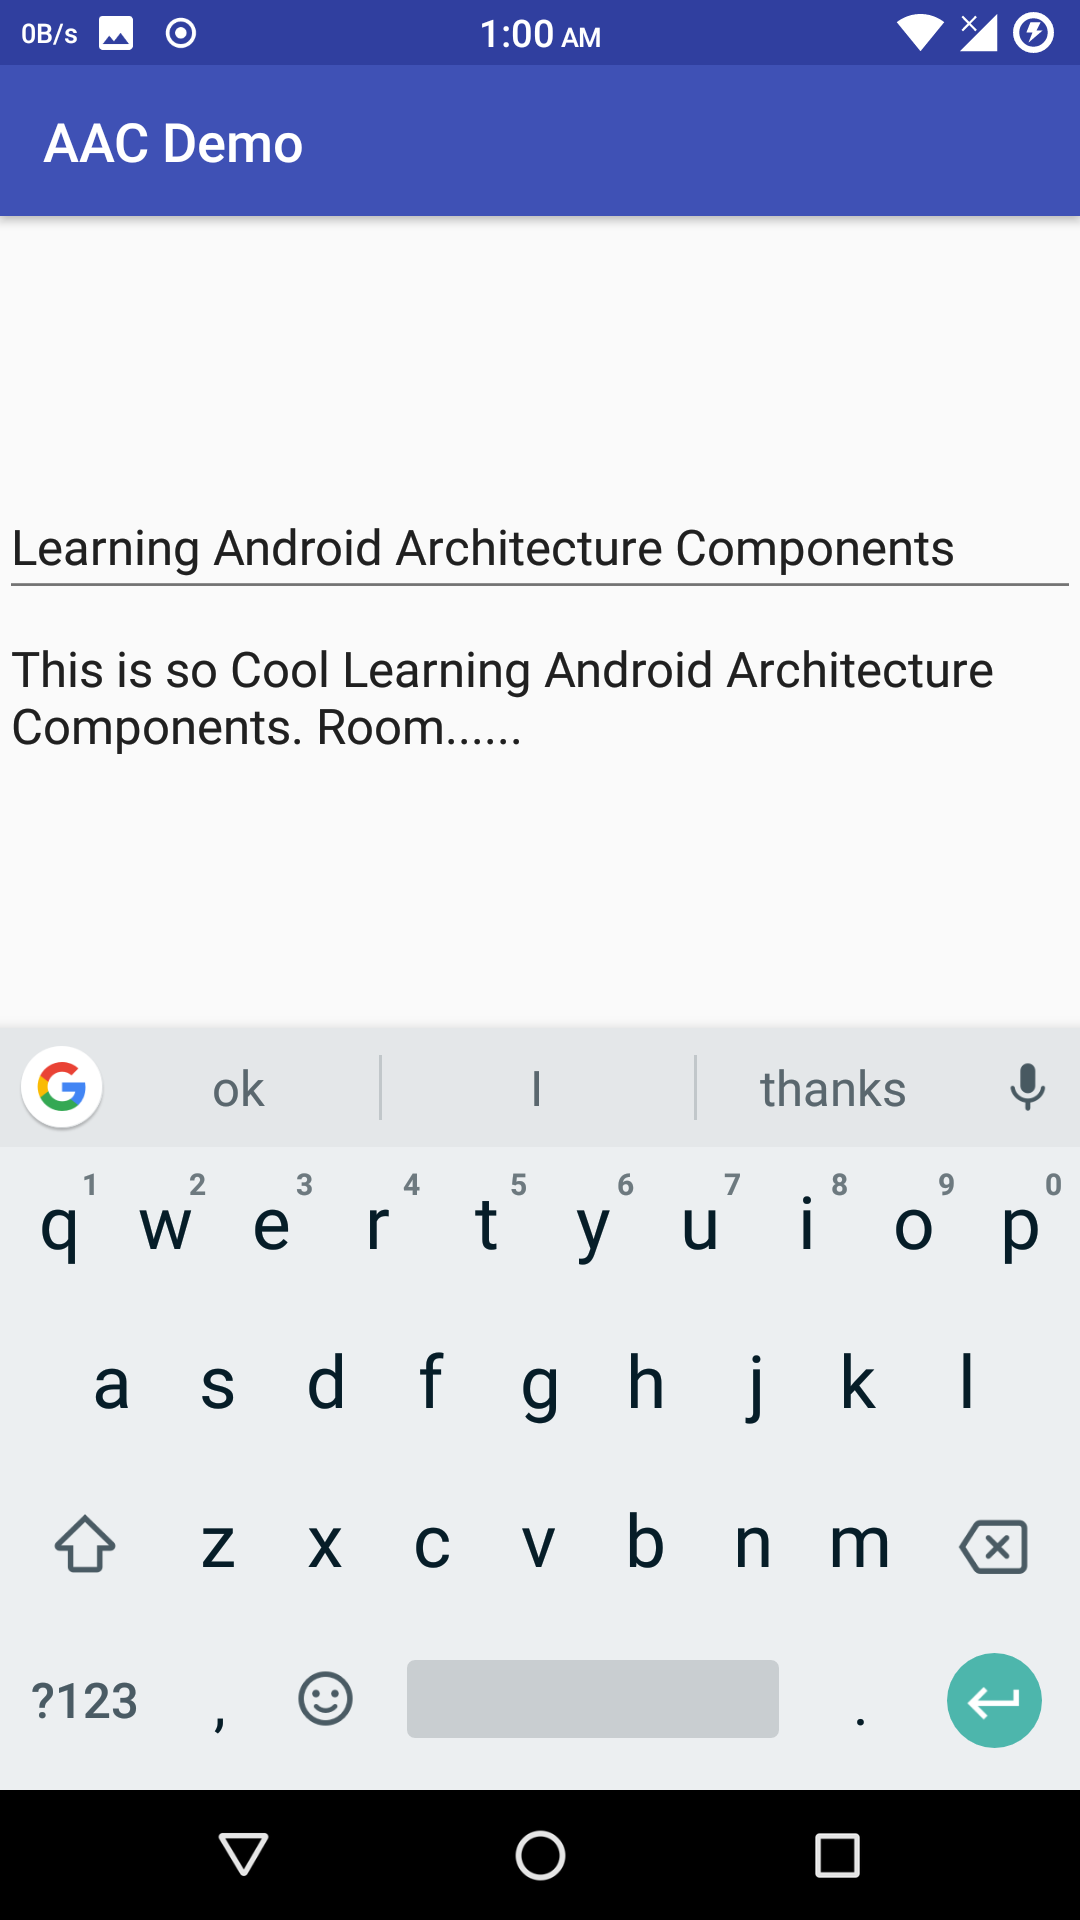 0B/s 1:00 AM
AAC Demo
Learning Android Architecture Components
This is so Cool Learning Android Architecture
Components. Room......
ok I thanks
1 2 3 4 5 6 7 8 9 0
q w e r t y u i o p
a s d f g h j k l
z x c v b n m
?123 , .